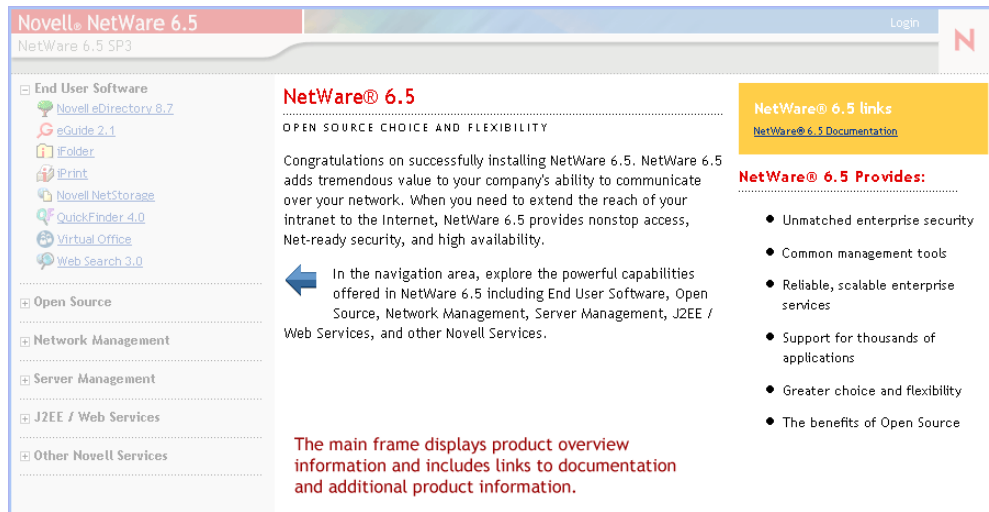 Novell® NetWare 6.5
Login
N
NetWare 6.5 SP3
End User Software
Novell eDirectory 8.7
eGuide 2.1
iFolder
iPrint
Novell NetStorage
QuickFinder 4.0
Virtual Office
Web Search 3.0
Open Source
Network Management
Server Management
J2EE / Web Services
Other Novell Services
NetWare® 6.5
OPEN SOURCE CHOICE AND FLEXIBILITY
Congratulations on successfully installing NetWare 6.5. NetWare 6.5
adds tremendous value to your company's ability to communicate
over your network. When you need to extend the reach of your
intranet to the Internet, NetWare 6.5 provides nonstop access,
Net-ready security, and high availability.
In the navigation area, explore the powerful capabilities
offered in NetWare 6.5 including End User Software, Open
Source, Network Management, Server Management, J2EE /
Web Services, and other Novell Services.
The main frame displays product overview
information and includes links to documentation
and additional product information.
NetWare® 6.5 links
NetWare® 6.5 Documentation
NetWare® 6.5 Provides:
Unmatched enterprise security
Common management tools
Reliable, scalable enterprise
services
Support for thousands of
applications
Greater choice and flexibility
The benefits of Open Source